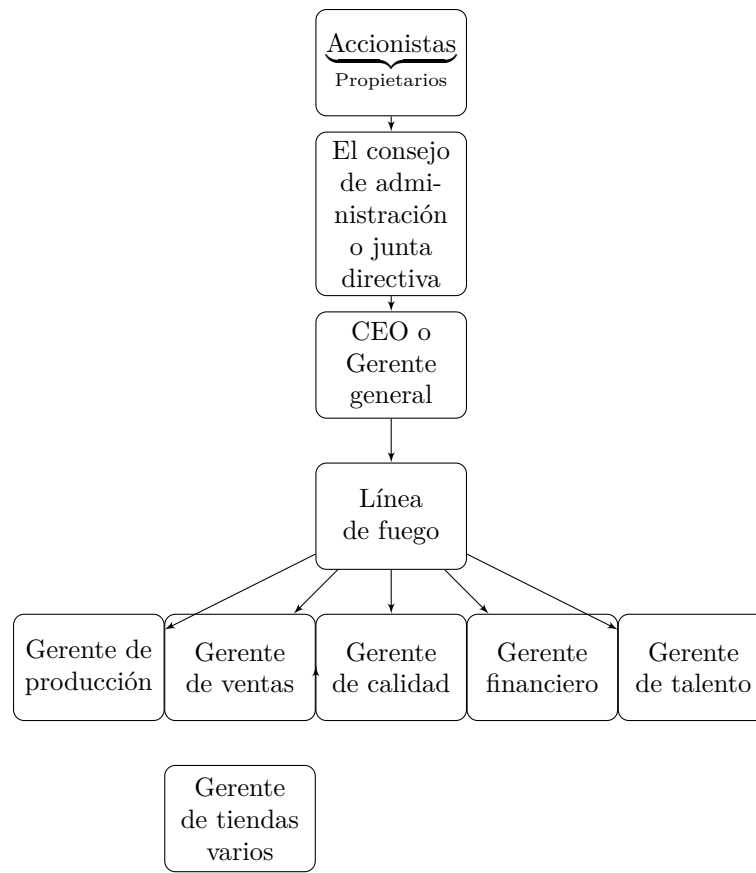 Accionistas
Propietarios
El consejo
de admi-
nistración
o junta
directiva
CEO o
Gerente
general
Línea
de fuego
Gerente de
producción
Gerente
de ventas
Gerente
de calidad
Gerente
financiero
Gerente
de talento
Gerente
de tiendas
varios